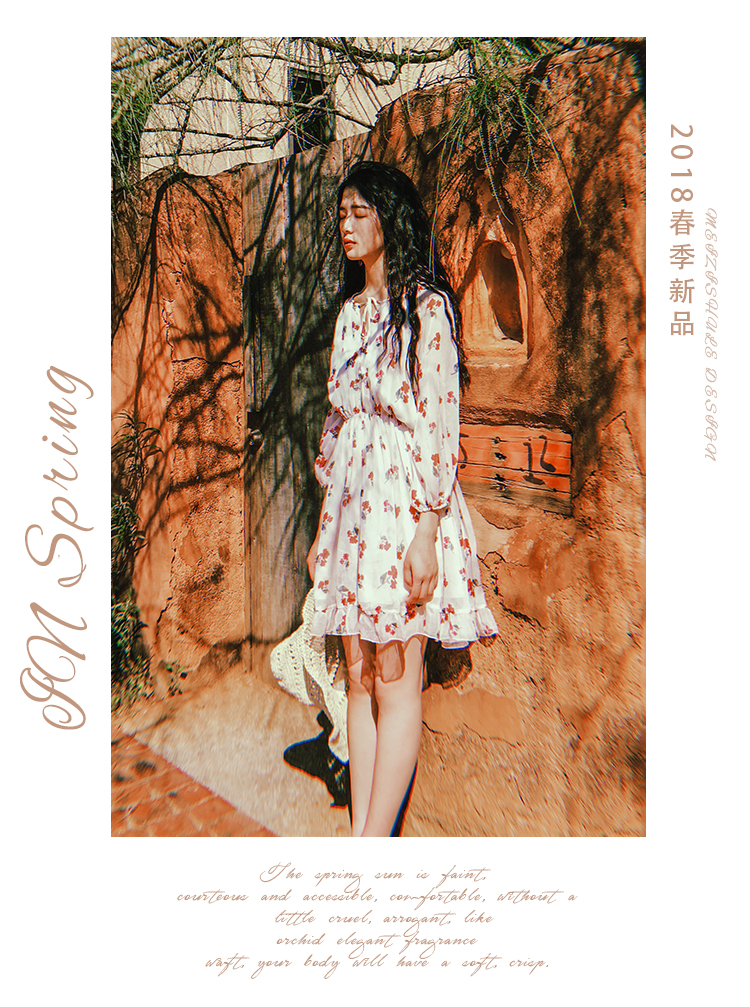 IN Spring
2018春季新品
MEIZISHULE DESIGN
The spring sun is faint,
courteous and accessible, comfortable, without a
little cruel, arrogant, like
orchid elegant fragrance
waft, your body will have a soft, crisp.